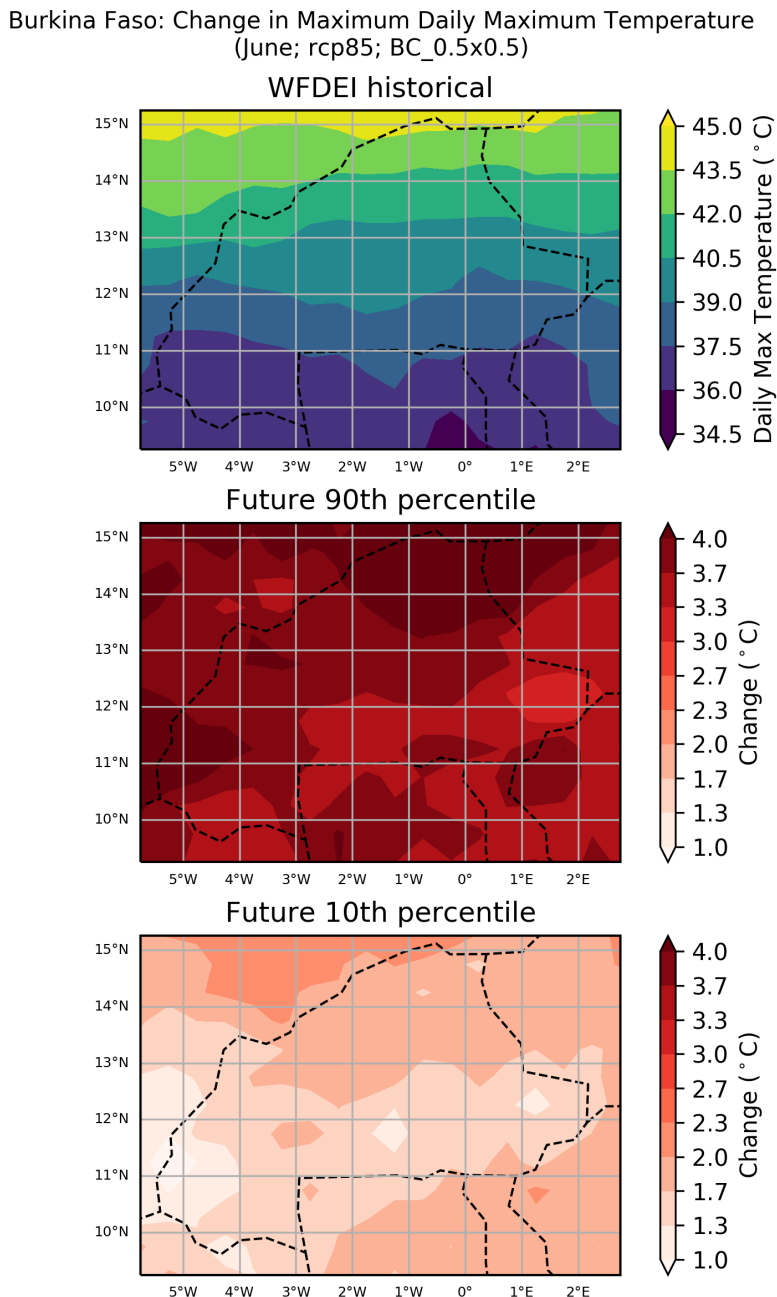 Burkina Faso: Change in Maximum Daily Maximum Temperature
(June; rcp85; BC_0.5x0.5)
WFDEI historical
15°N
14°N
13°N
12°N
11°N
10°N
5°W 4°W 3°W 2°W 1°W 0° 1°E 2°E
45.0
43.5
42.0
40.5
39.0
37.5
36.0
34.5
Daily Max Temperature (°C)
Future 90th percentile
15°N
14°N
13°N
12°N
11°N
10°N
5°W 4°W 3°W 2°W 1°W 0° 1°E 2°E
4.0
3.7
3.3
3.0
2.7
2.3
2.0
1.7
1.3
1.0
Change (°C)
Future 10th percentile
15°N
14°N
13°N
12°N
11°N
10°N
5°W 4°W 3°W 2°W 1°W 0° 1°E 2°E
4.0
3.7
3.3
3.0
2.7
2.3
2.0
1.7
1.3
1.0
Change (°C)